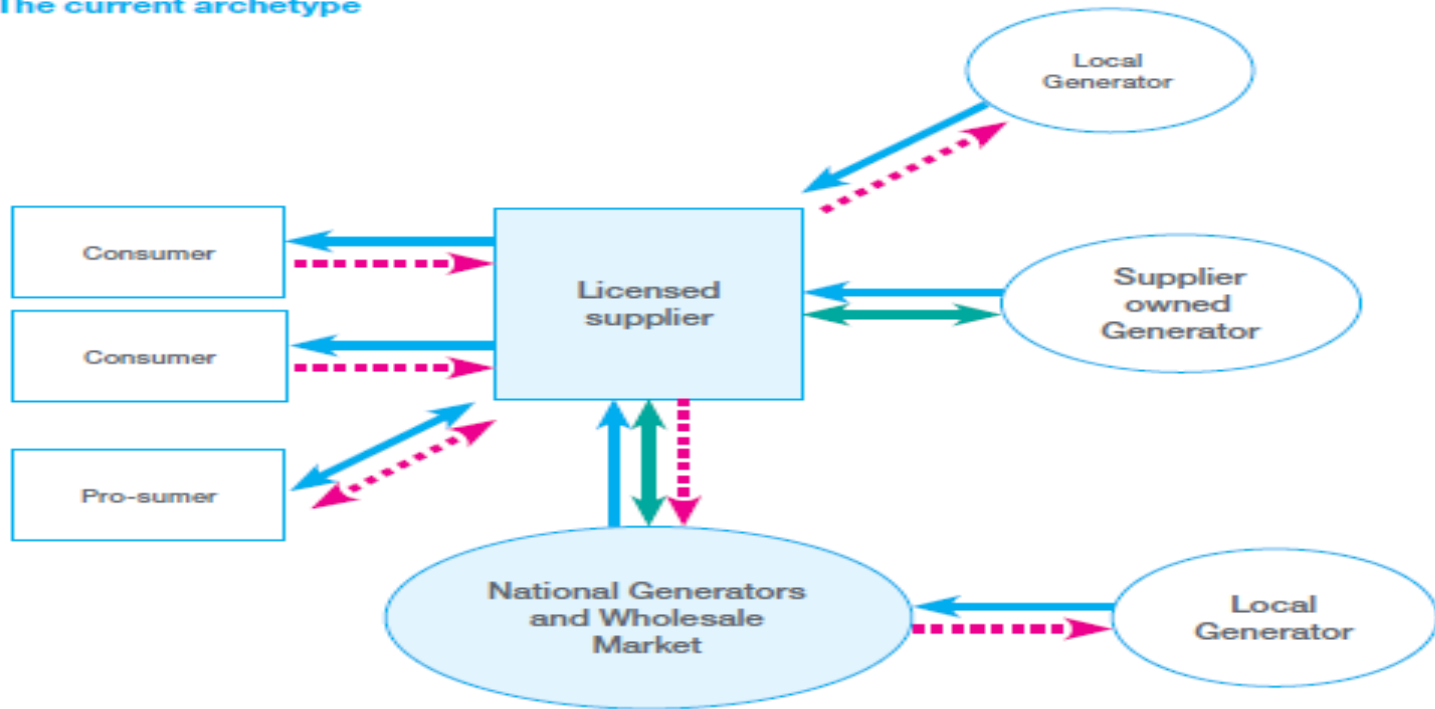 The current archetype
Local
Generator
Consumer
Licensed
supplier
Supplier
owned
Generator
Consumer
Pro-sumer
National Generators
and Wholesale
Market
Local
Generator